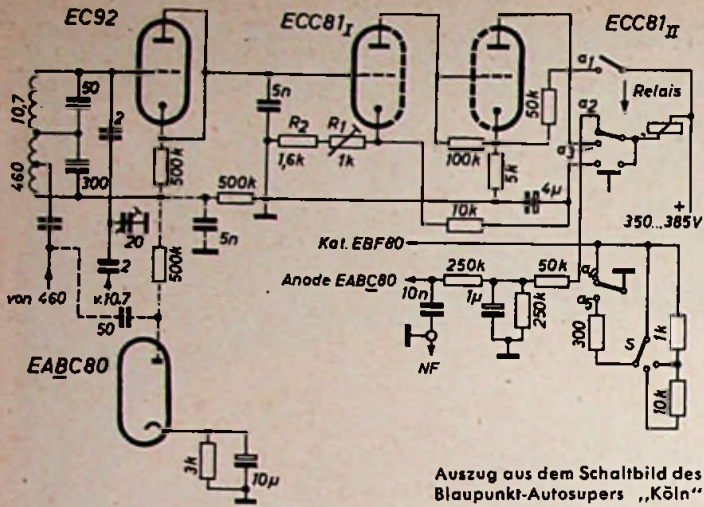 EC92
ECC81I
ECC81II
50
10,7
2
460
300
500k
5n
R2
1,6k
R1
1k
100k
50k
5k
a1
Relais
a2
a3
+
350...385V
500k
5n
4µ
10k
20
2
von 460
v.10.7
50
500k
Kat. EBF80
Anode EABC80
250k
10n
1µ
250k
50k
NF
a4
a5
300
S
1k
10k
EABC80
3k
10µ
Auszug aus dem Schaltbild des
Blaupunkt-Autosupers „Köln"